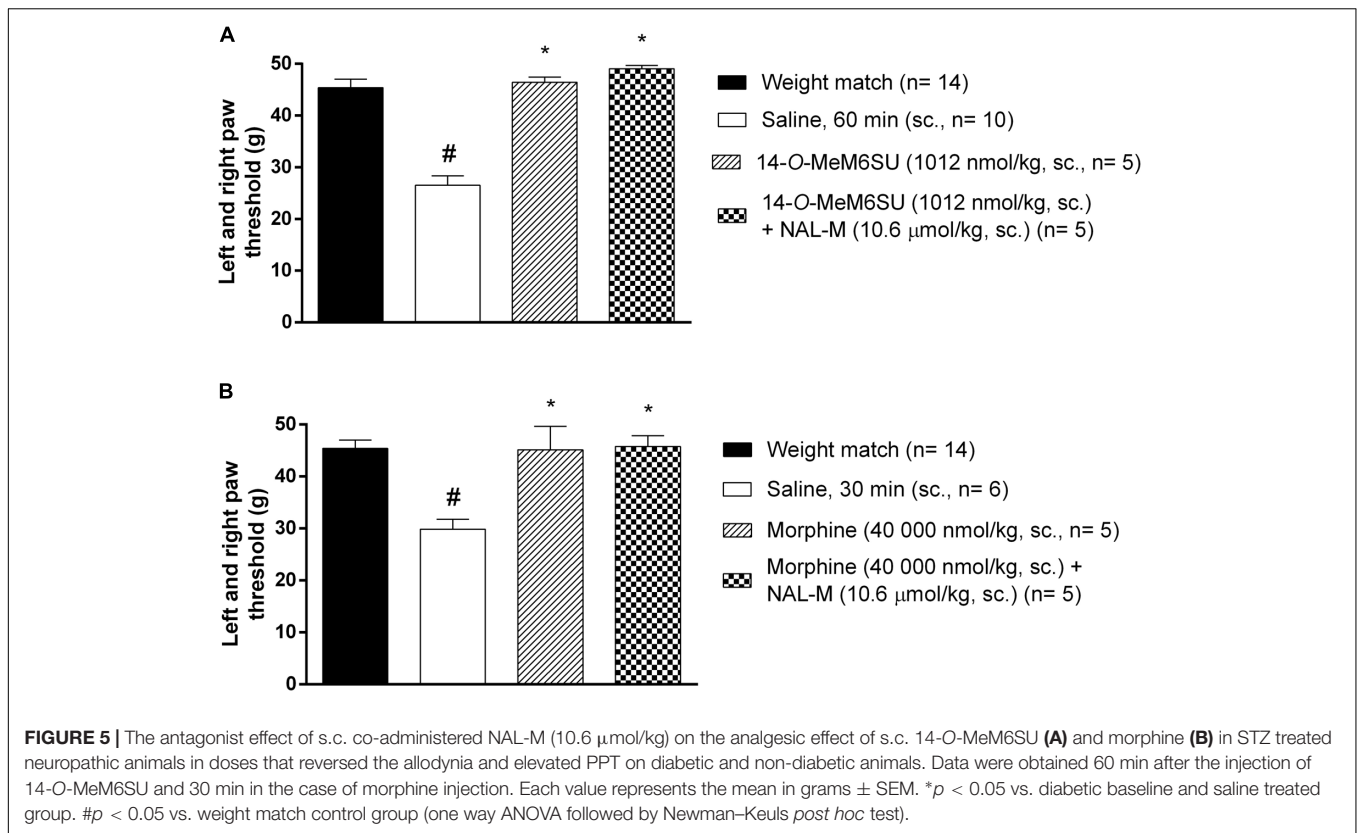 A
Left and right paw
threshold (g)
50
40
30
20
10
0
#
*
*
Weight match (n= 14)
Saline, 60 min (sc., n= 10)
14-O-MeM6SU (1012 nmol/kg, sc., n= 5)
14-O-MeM6SU (1012 nmol/kg, sc.)
+ NAL-M (10.6 μmol/kg, sc.) (n= 5)
B
Left and right paw
threshold (g)
50
40
30
20
10
0
#
*
*
Weight match (n= 14)
Saline, 30 min (sc., n= 6)
Morphine (40 000 nmol/kg, sc., n= 5)
Morphine (40 000 nmol/kg, sc.) +
NAL-M (10.6 μmol/kg, sc.) (n= 5)
FIGURE 5 | The antagonist effect of s.c. co-administered NAL-M (10.6 μmol/kg) on the analgesic effect of s.c. 14-O-MeM6SU (A) and morphine (B) in STZ treated
neuropathic animals in doses that reversed the allodynia and elevated PPT on diabetic and non-diabetic animals. Data were obtained 60 min after the injection of
14-O-MeM6SU and 30 min in the case of morphine injection. Each value represents the mean in grams ± SEM. *p < 0.05 vs. diabetic baseline and saline treated
group. #p < 0.05 vs. weight match control group (one way ANOVA followed by Newman–Keuls post hoc test).